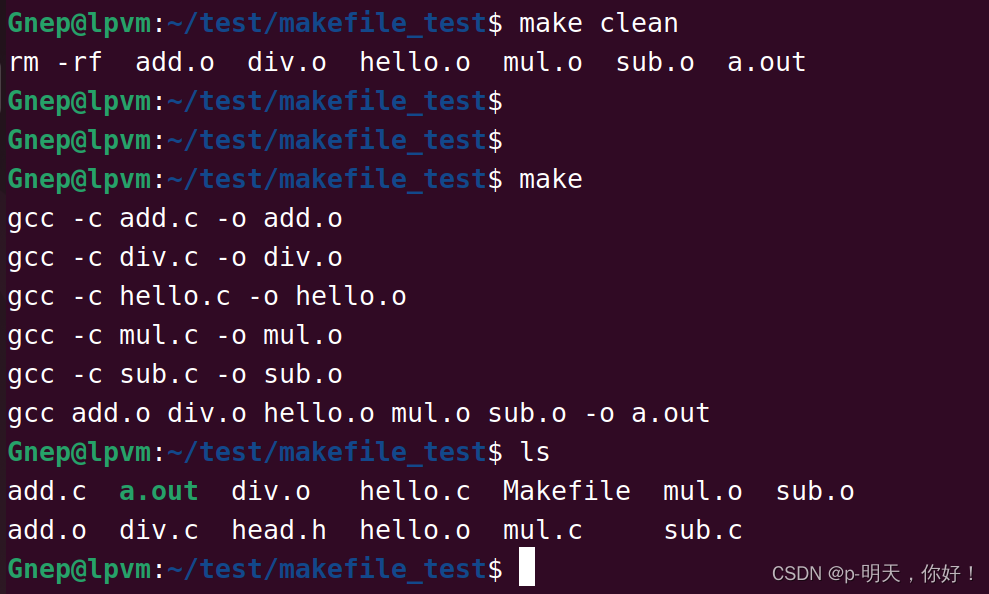 Gnep@lpvm:~/test/makefile_test$ make clean
rm -rf  add.o  div.o  hello.o  mul.o  sub.o  a.out
Gnep@lpvm:~/test/makefile_test$
Gnep@lpvm:~/test/makefile_test$
Gnep@lpvm:~/test/makefile_test$ make
gcc -c add.c -o add.o
gcc -c div.c -o div.o
gcc -c hello.c -o hello.o
gcc -c mul.c -o mul.o
gcc -c sub.c -o sub.o
gcc add.o div.o hello.o mul.o sub.o -o a.out
Gnep@lpvm:~/test/makefile_test$ ls
add.c  a.out  div.o   hello.c  Makefile  mul.o  sub.o
add.o  div.c  head.h  hello.o  mul.c     sub.c
Gnep@lpvm:~/test/makefile_test$
CSDN @p-明天，你好！